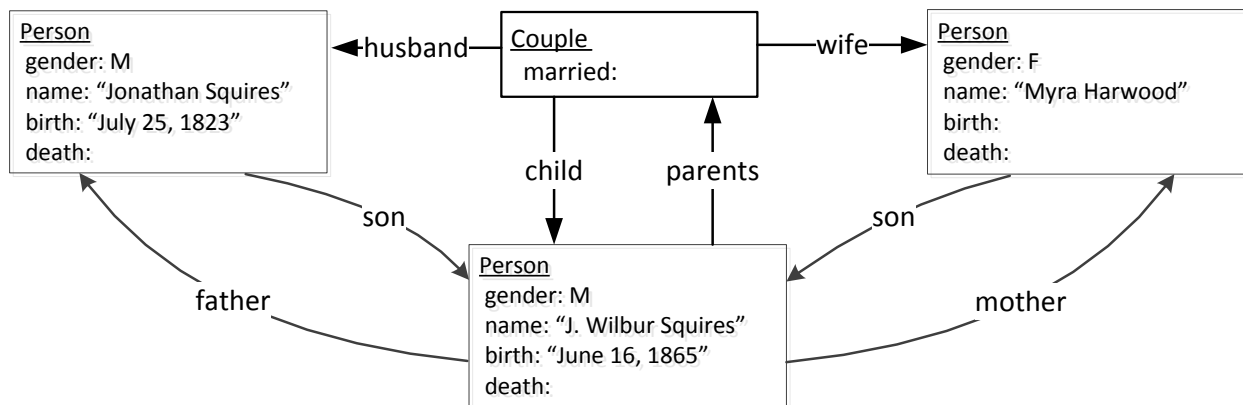 Person
gender: M
name: “Jonathan Squires”
birth: “July 25, 1823”
death:
husband
Couple
married:
wife
Person
gender: F
name: “Myra Harwood”
birth:
death:
child
parents
son
son
father
mother
Person
gender: M
name: “J. Wilbur Squires”
birth: “June 16, 1865”
death: